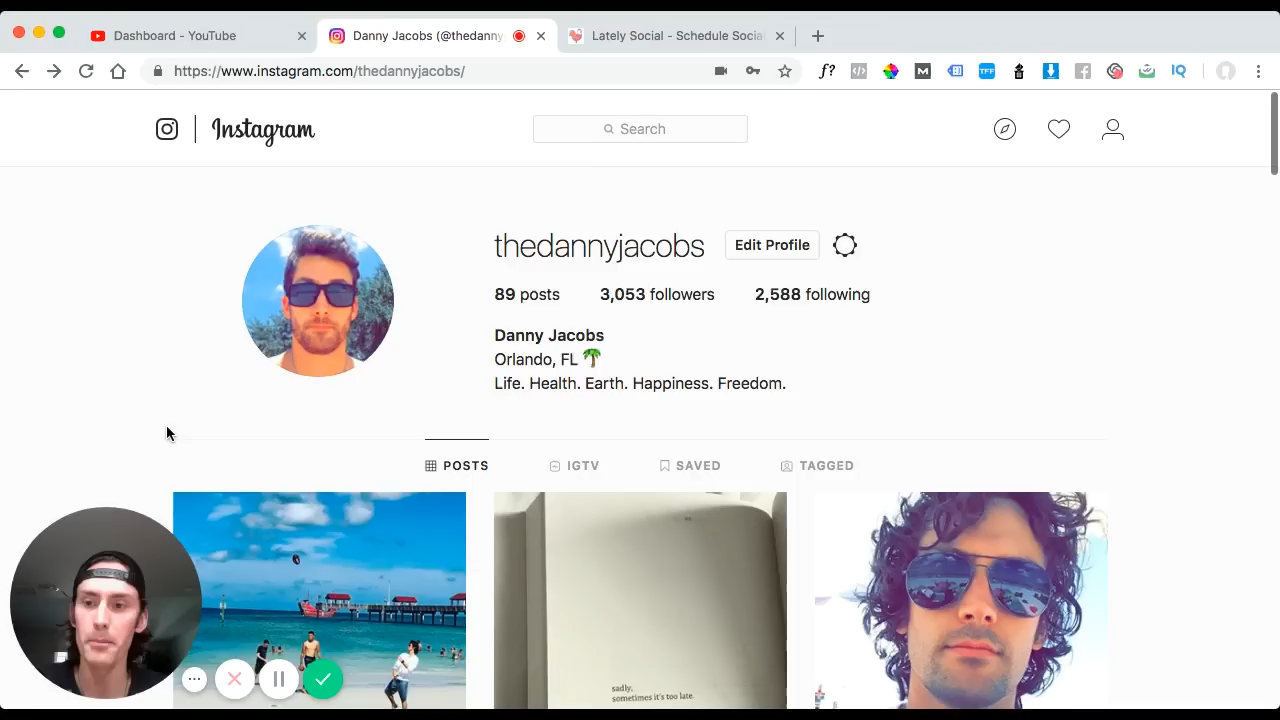 Dashboard - YouTube
Danny Jacobs (@thedanny
Lately Social - Schedule Social
https://www.instagram.com/thedannyjacobs/
f?
M
TFF
IQ
Instagram
Search
thedannyjacobs
Edit Profile
89 posts
3,053 followers
2,588 following
Danny Jacobs
Orlando, FL 🌴
Life. Health. Earth. Happiness. Freedom.
POSTS
IGTV
SAVED
TAGGED
sadly,
sometimes it's too late.